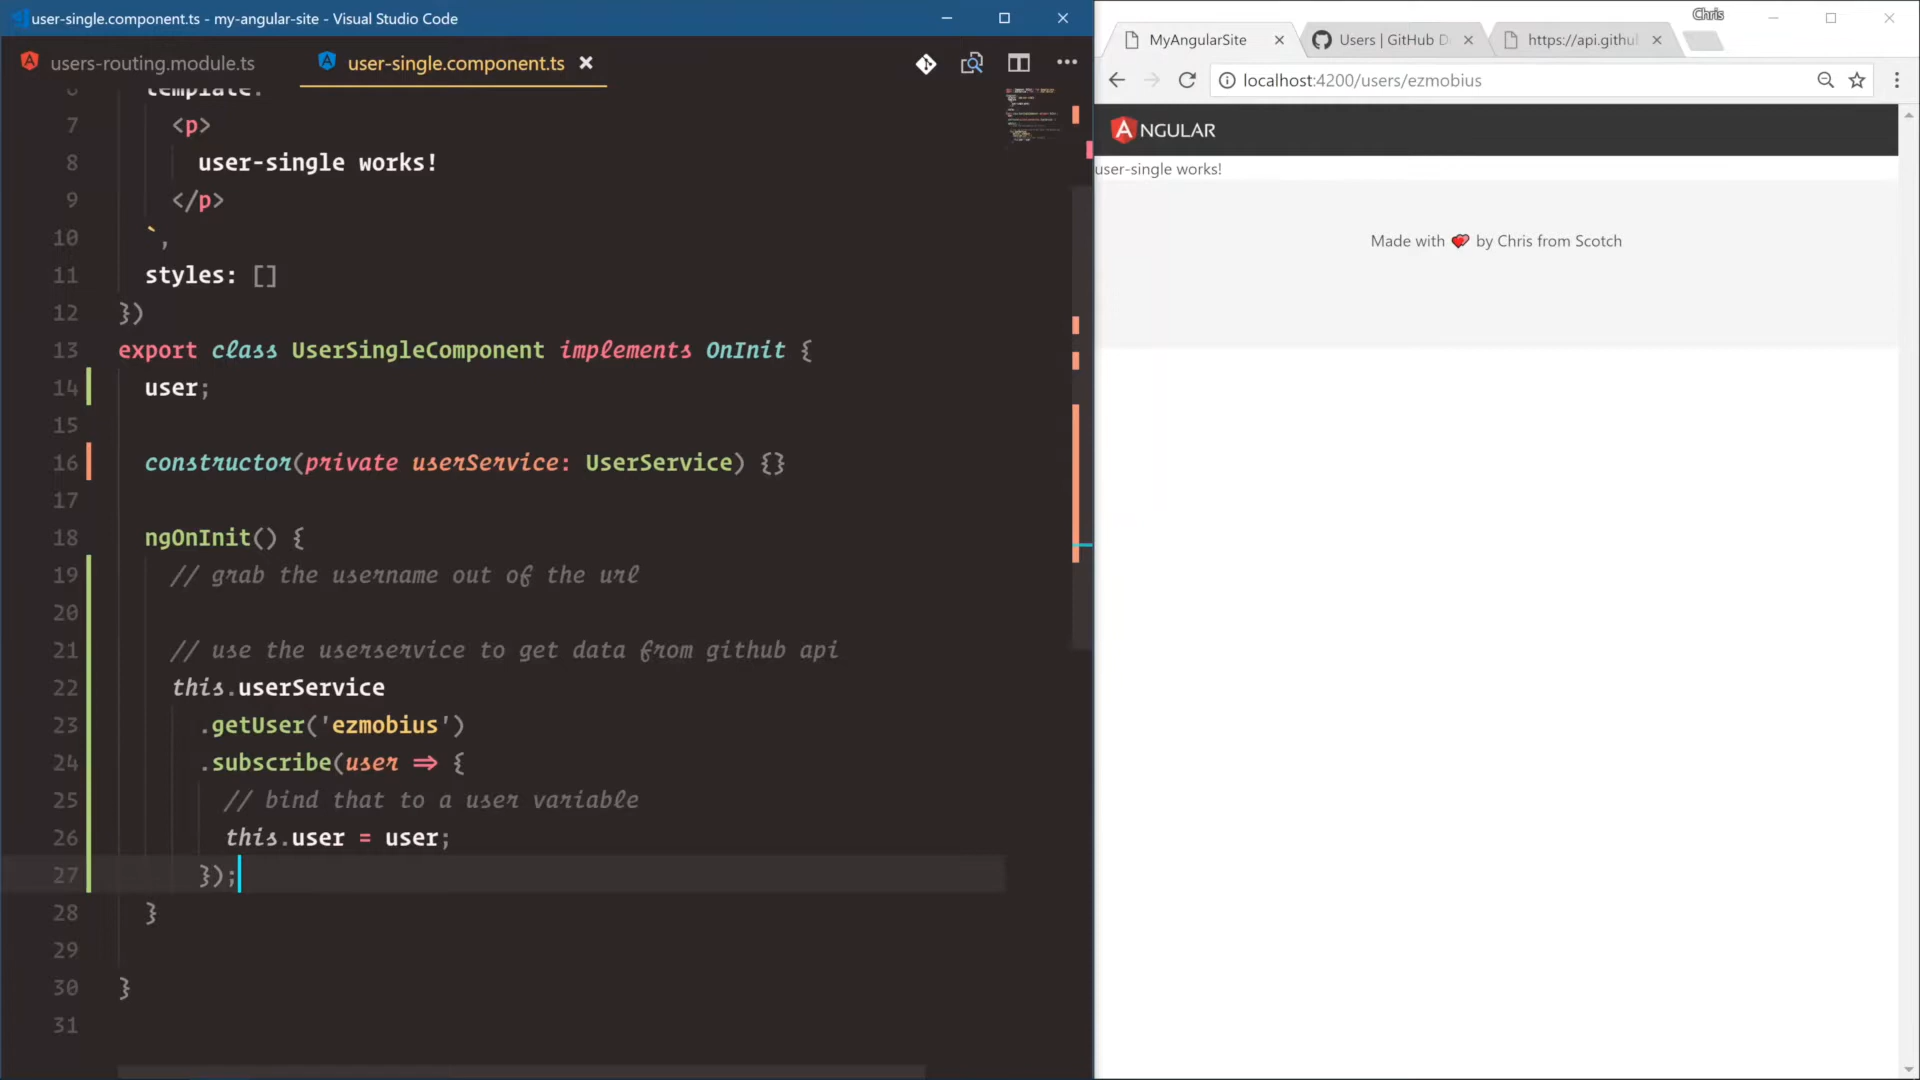 user-single.component.ts - my-angular-site - Visual Studio Code
users-routing.module.ts
user-single.component.ts
6 template:
7 <p>
8 user-single works!
9 </p>
10 `,
11 styles: []
12 })
13 export class UserSingleComponent implements OnInit {
14 user;
15
16 constructor(private userService: UserService) {}
17
18 ngOnInit() {
19 // grab the username out of the url
20
21 // use the userservice to get data from github api
22 this.userService
23 .getUser('ezmobius')
24 .subscribe(user => {
25 // bind that to a user variable
26 this.user = user;
27 });
28 }
29
30 }
31
Chris
MyAngularSite
Users | GitHub D
https://api.githu
localhost:4200/users/ezmobius
ANGULAR
user-single works!
Made with 💕 by Chris from Scotch